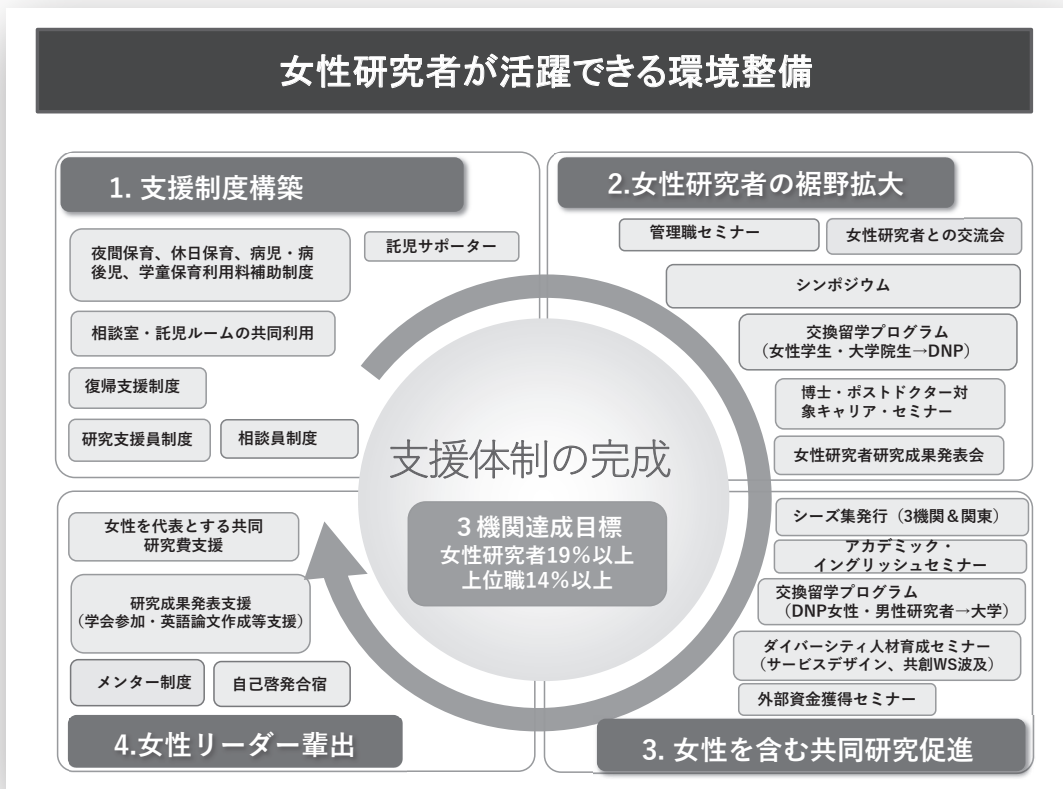 女性研究者が活躍できる環境整備
1. 支援制度構築
夜間保育、休日保育、病児・病
後児、学童保育利用料補助制度
託児サポーター
相談室・託児ルームの共同利用
復帰支援制度
研究支援員制度
相談員制度
2.女性研究者の裾野拡大
管理職セミナー
女性研究者との交流会
シンポジウム
交換留学プログラム
（女性学生・大学院生→DNP）
博士・ポストドクター対
象キャリア・セミナー
女性研究者研究成果発表会
支援体制の完成
3機関達成目標
女性研究者19%以上
上位職14%以上
シーズ集発行（3機関＆関東）
アカデミック・
イングリッシュセミナー
交換留学プログラム
（DNP女性・男性研究者→大学）
ダイバーシティ人材育成セミナー
（サービスデザイン、共創WS波及）
外部資金獲得セミナー
3. 女性を含む共同研究促進
女性を代表とする共同
研究費支援
研究成果発表支援
（学会参加・英語論文作成等支援）
メンター制度
自己啓発合宿
4.女性リーダー輩出